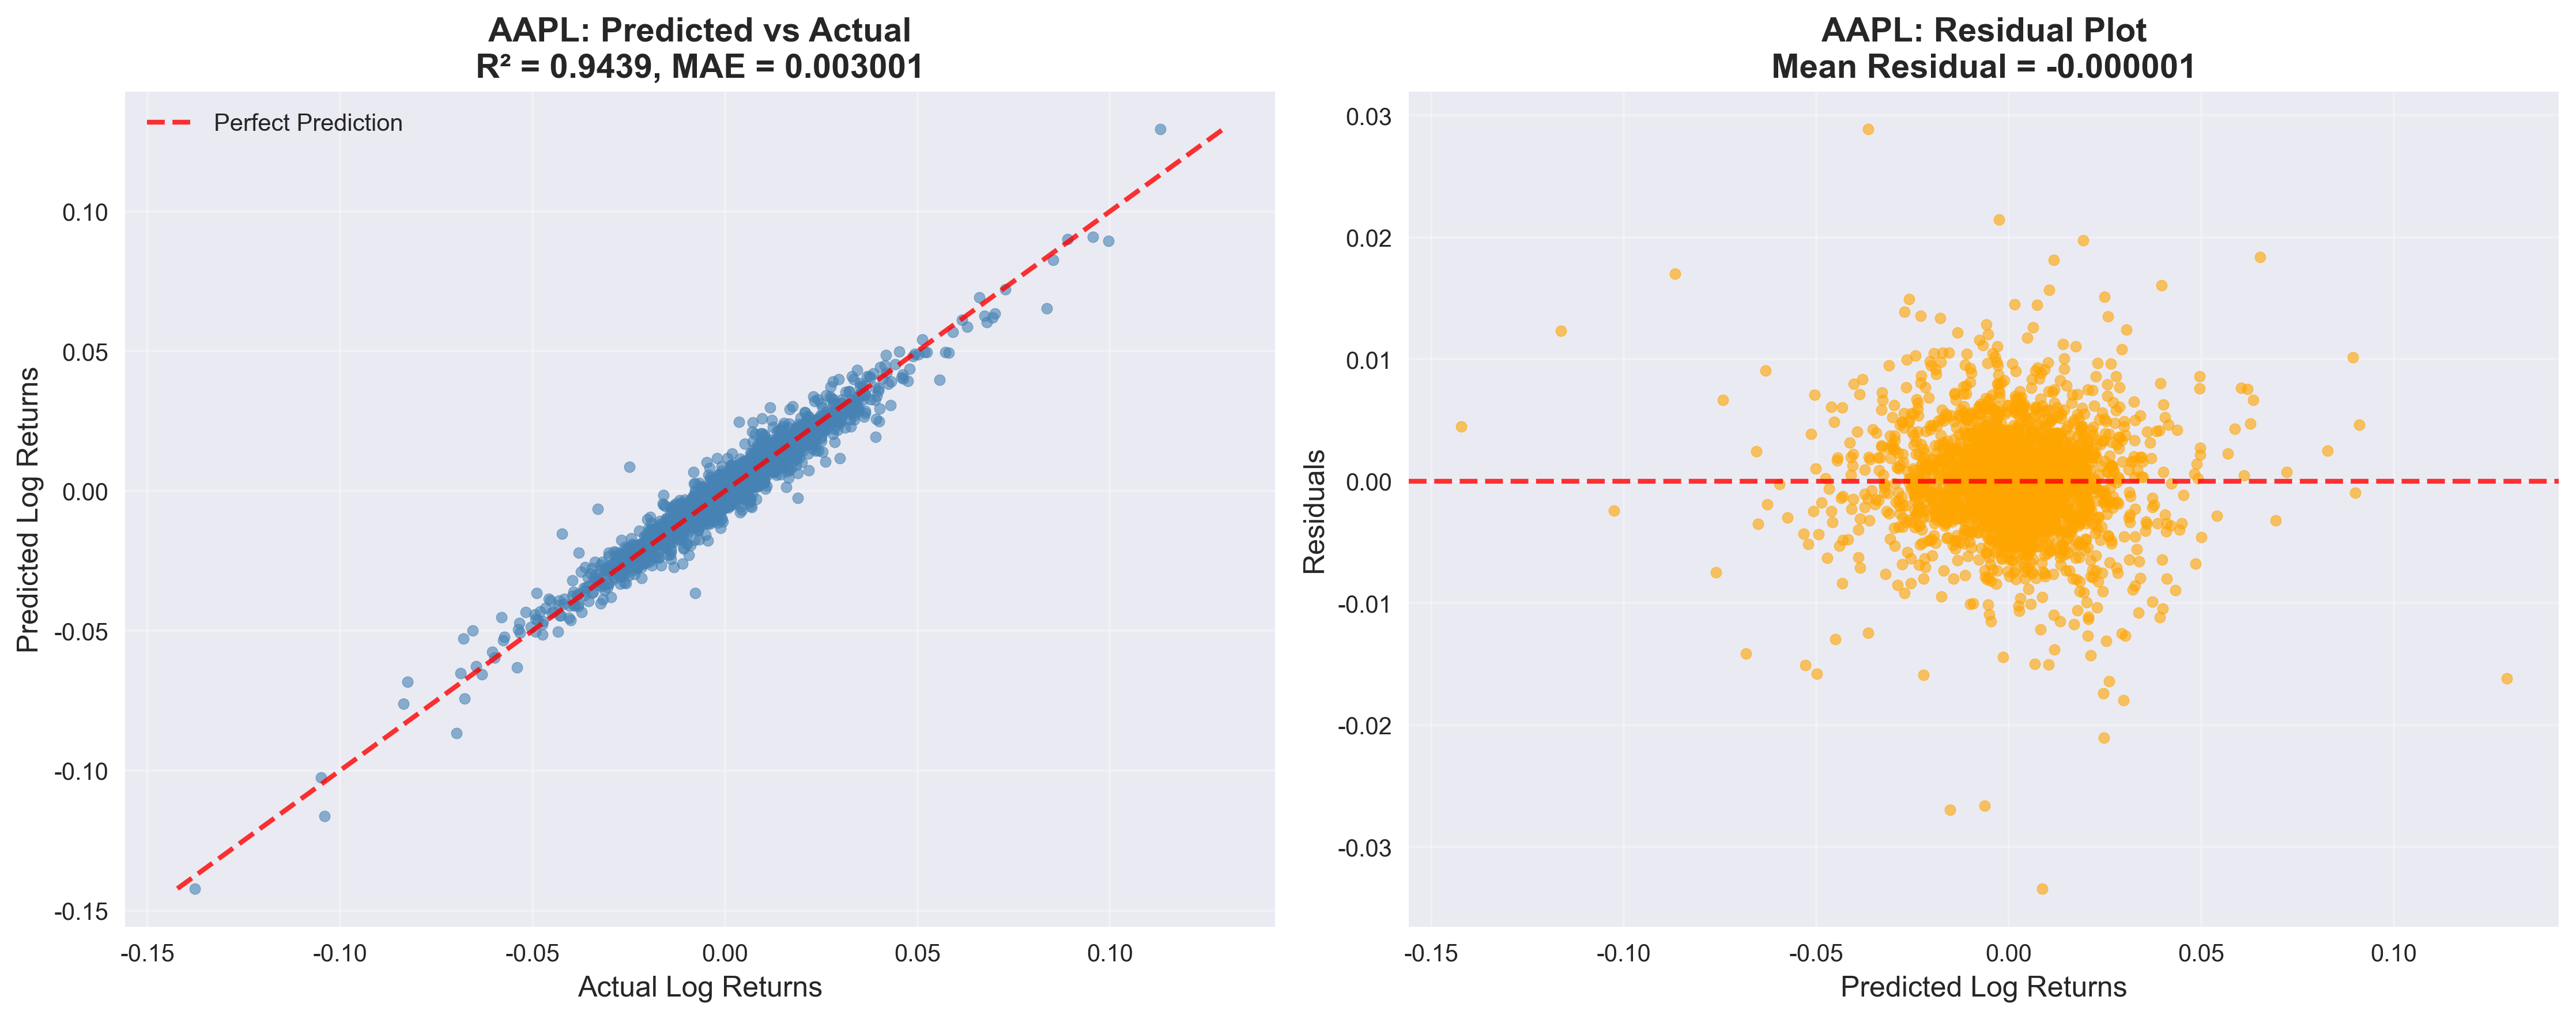 AAPL: Predicted vs Actual
R² = 0.9439, MAE = 0.003001
Perfect Prediction
0.10
0.05
0.00
-0.05
-0.10
-0.15
Predicted Log Returns
-0.15
-0.10
-0.05
0.00
0.05
0.10
Actual Log Returns
AAPL: Residual Plot
Mean Residual = -0.000001
0.03
0.02
0.01
0.00
-0.01
-0.02
-0.03
Residuals
-0.15
-0.10
-0.05
0.00
0.05
0.10
Predicted Log Returns